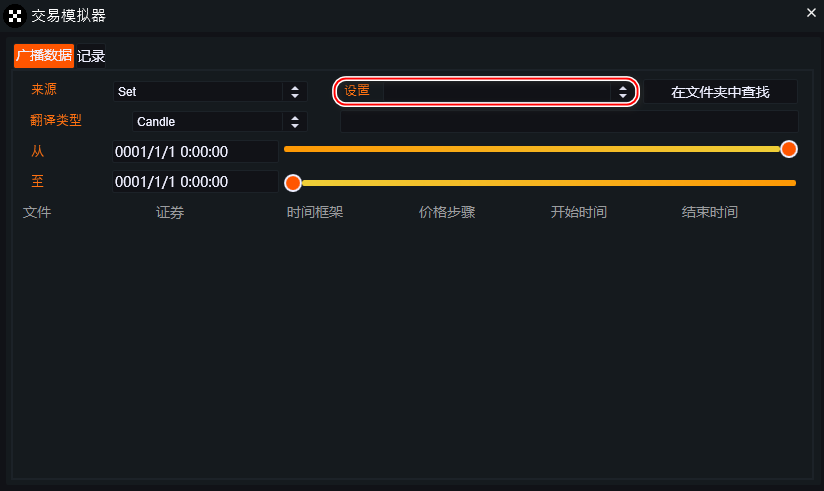 交易模拟器
广播数据 记录
来源 Set 设置 在文件夹中查找
翻译类型 Candle
从 0001/1/1 0:00:00
至 0001/1/1 0:00:00
文件 证券 时间框架 价格步骤 开始时间 结束时间